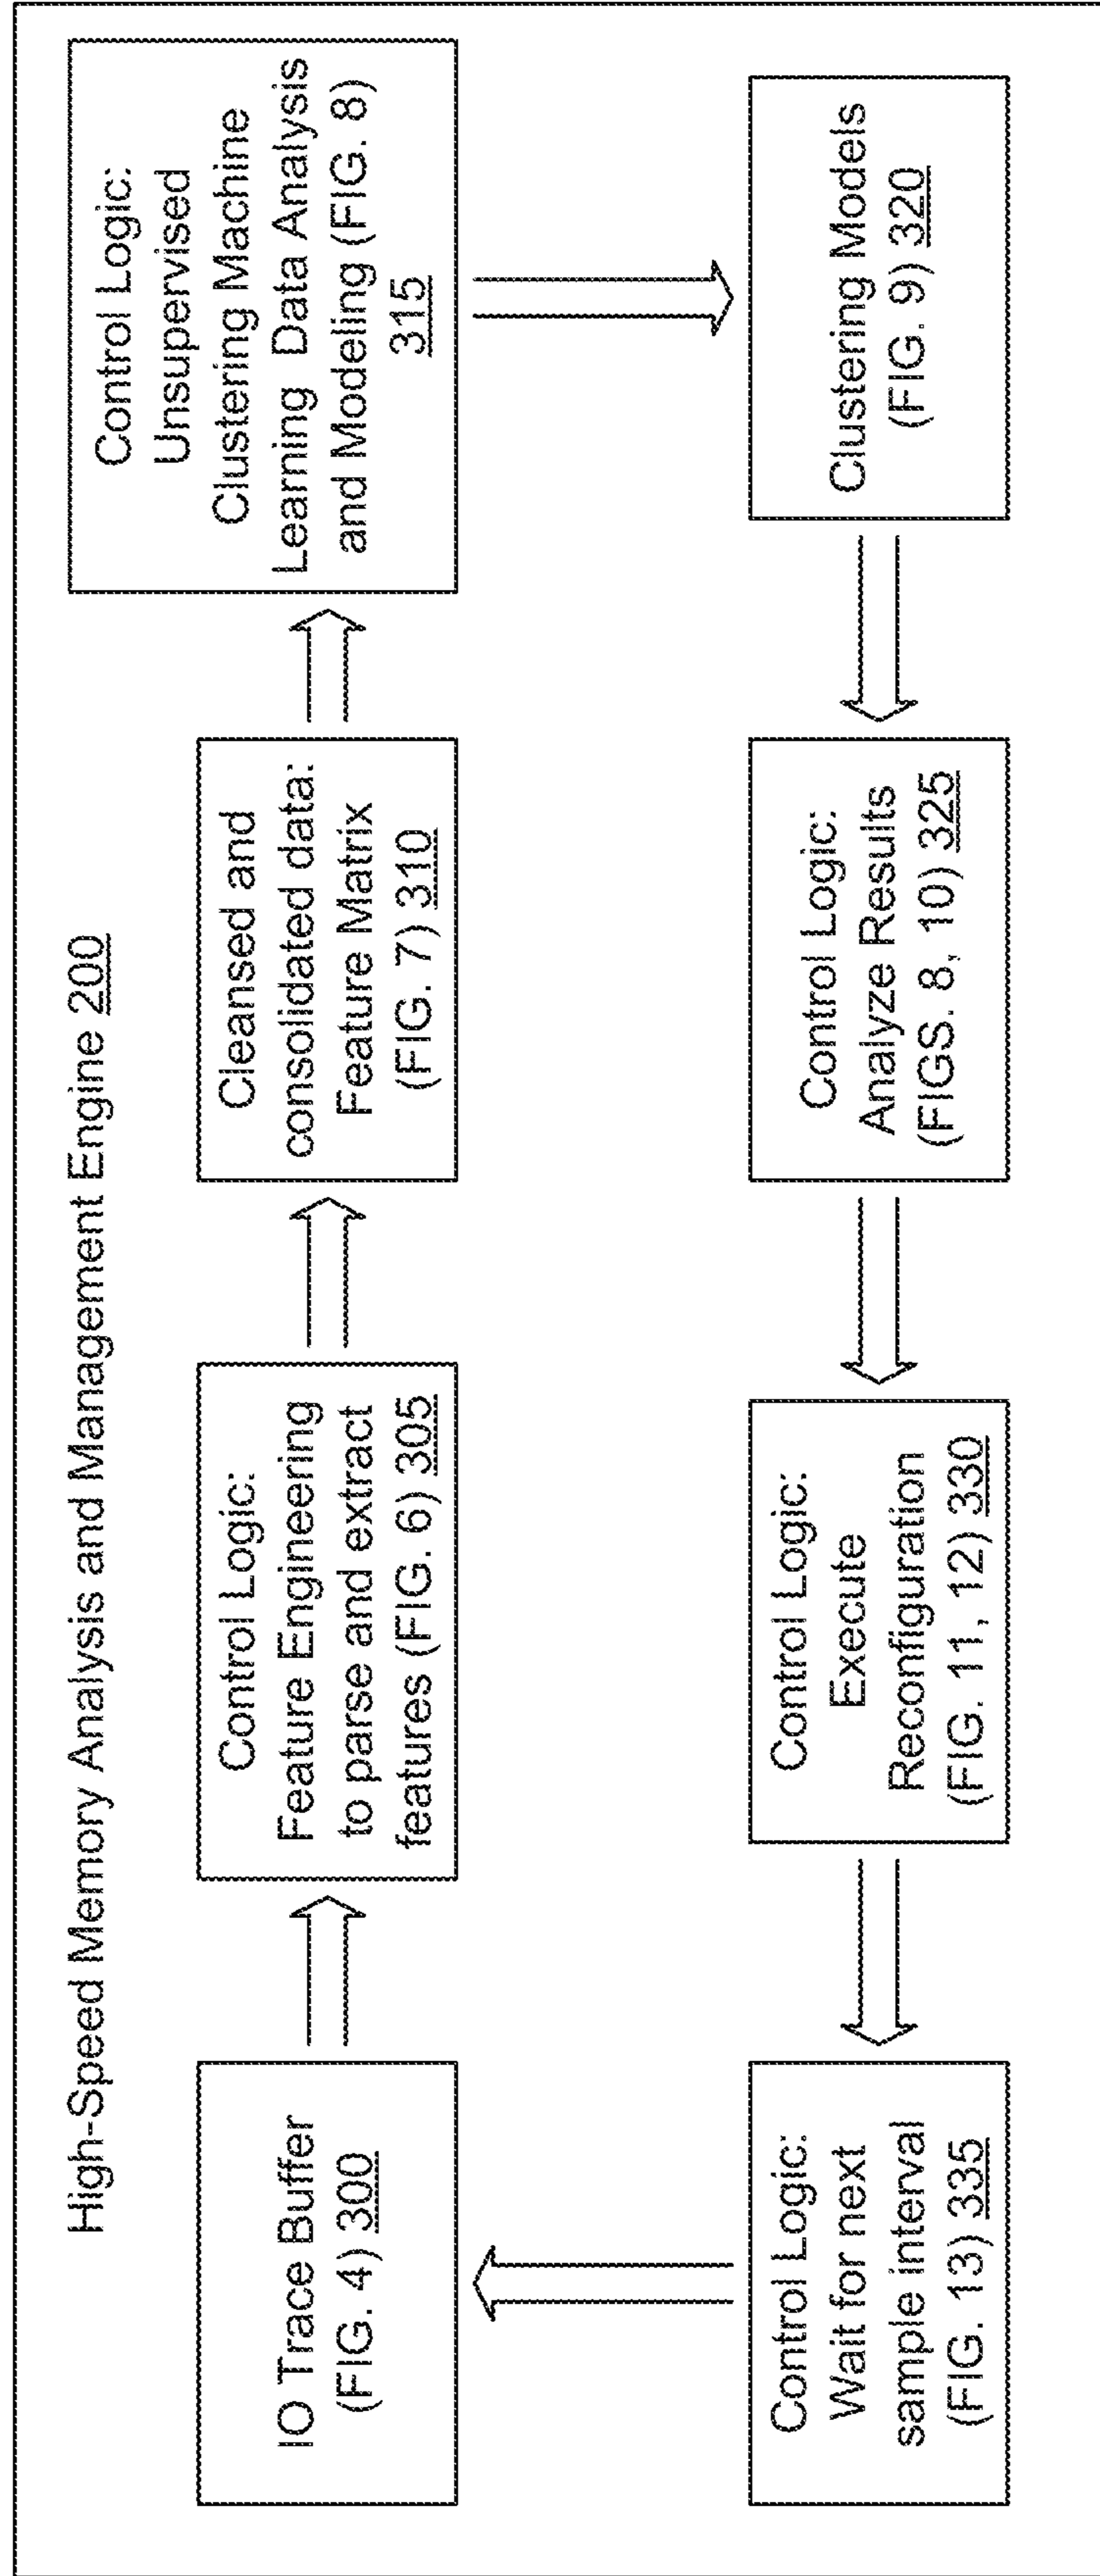 High-Speed Memory Analysis and Management Engine 200
IO Trace Buffer
(FIG. 4) 300
Control Logic:
Feature Engineering
to parse and extract
features (FIG. 6) 305
Cleansed and
consolidated data:
Feature Matrix
(FIG. 7) 310
Control Logic:
Unsupervised
Clustering Machine
Learning Data Analysis
and Modeling (FIG. 8)
315
Clustering Models
(FIG. 9) 320
Control Logic:
Analyze Results
(FIGS. 8, 10) 325
Control Logic:
Execute
Reconfiguration
(FIG. 11, 12) 330
Control Logic:
Wait for next
sample interval
(FIG. 13) 335